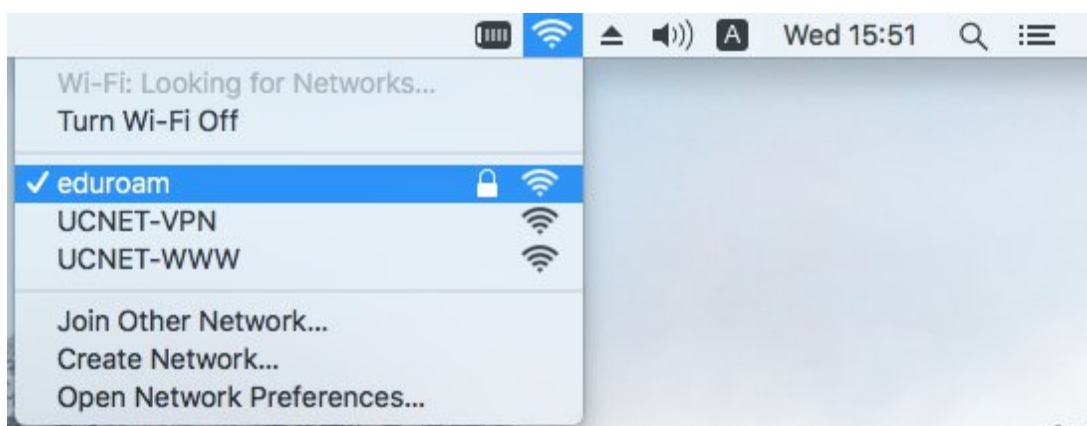 A Wed 15:51
Wi-Fi: Looking for Networks...
Turn Wi-Fi Off
eduroam
UCNET-VPN
UCNET-WWW
Join Other Network...
Create Network...
Open Network Preferences...